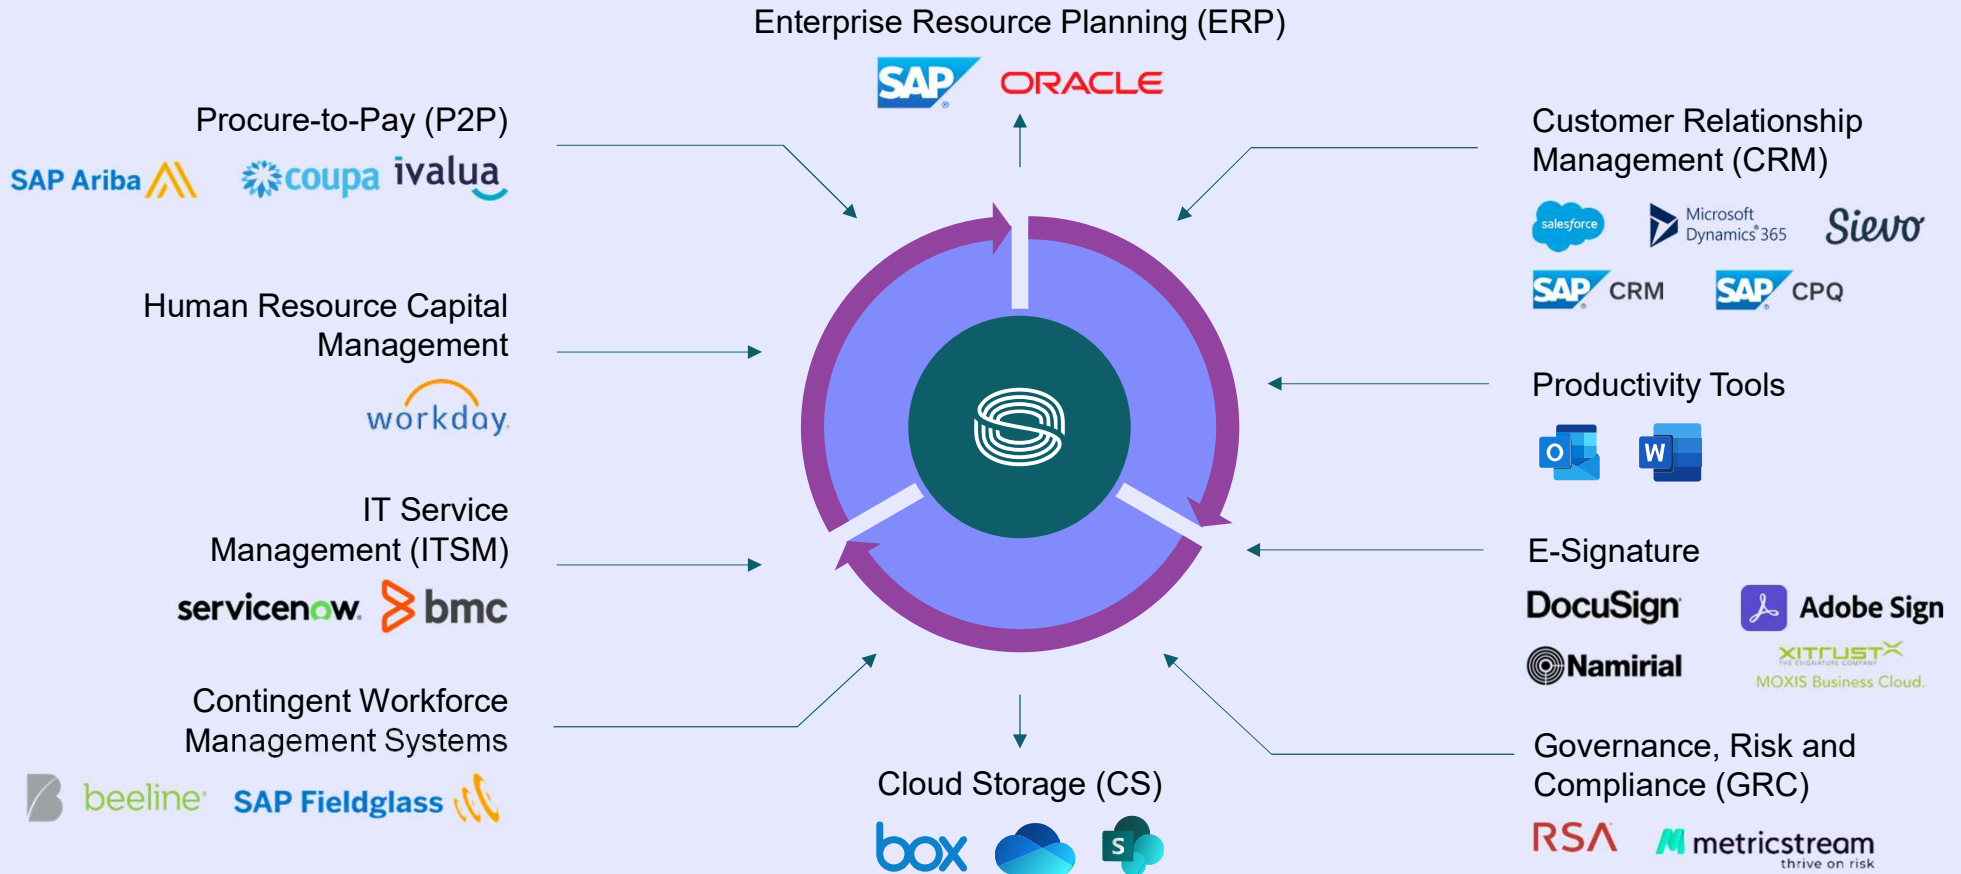 Enterprise Resource Planning (ERP)
SAP®
ORACLE
Procure-to-Pay (P2P)
SAP Ariba
coupa
ivalua
Human Resource Capital
Management
workday.
IT Service
Management (ITSM)
servicenow.
bmc
Contingent Workforce
Management Systems
beeline
SAP Fieldglass
Cloud Storage (CS)
box
S
Customer Relationship
Management (CRM)
salesforce
Microsoft
Dynamics® 365
Sievo
SAP® CRM
SAP® CPQ
Productivity Tools
O
W
E-Signature
DocuSign
Adobe Sign
Namirial
XITRUST
THE ESIGNATURE COMPANY
MOXIS Business Cloud.
Governance, Risk and
Compliance (GRC)
RSA
metricstream
thrive on risk